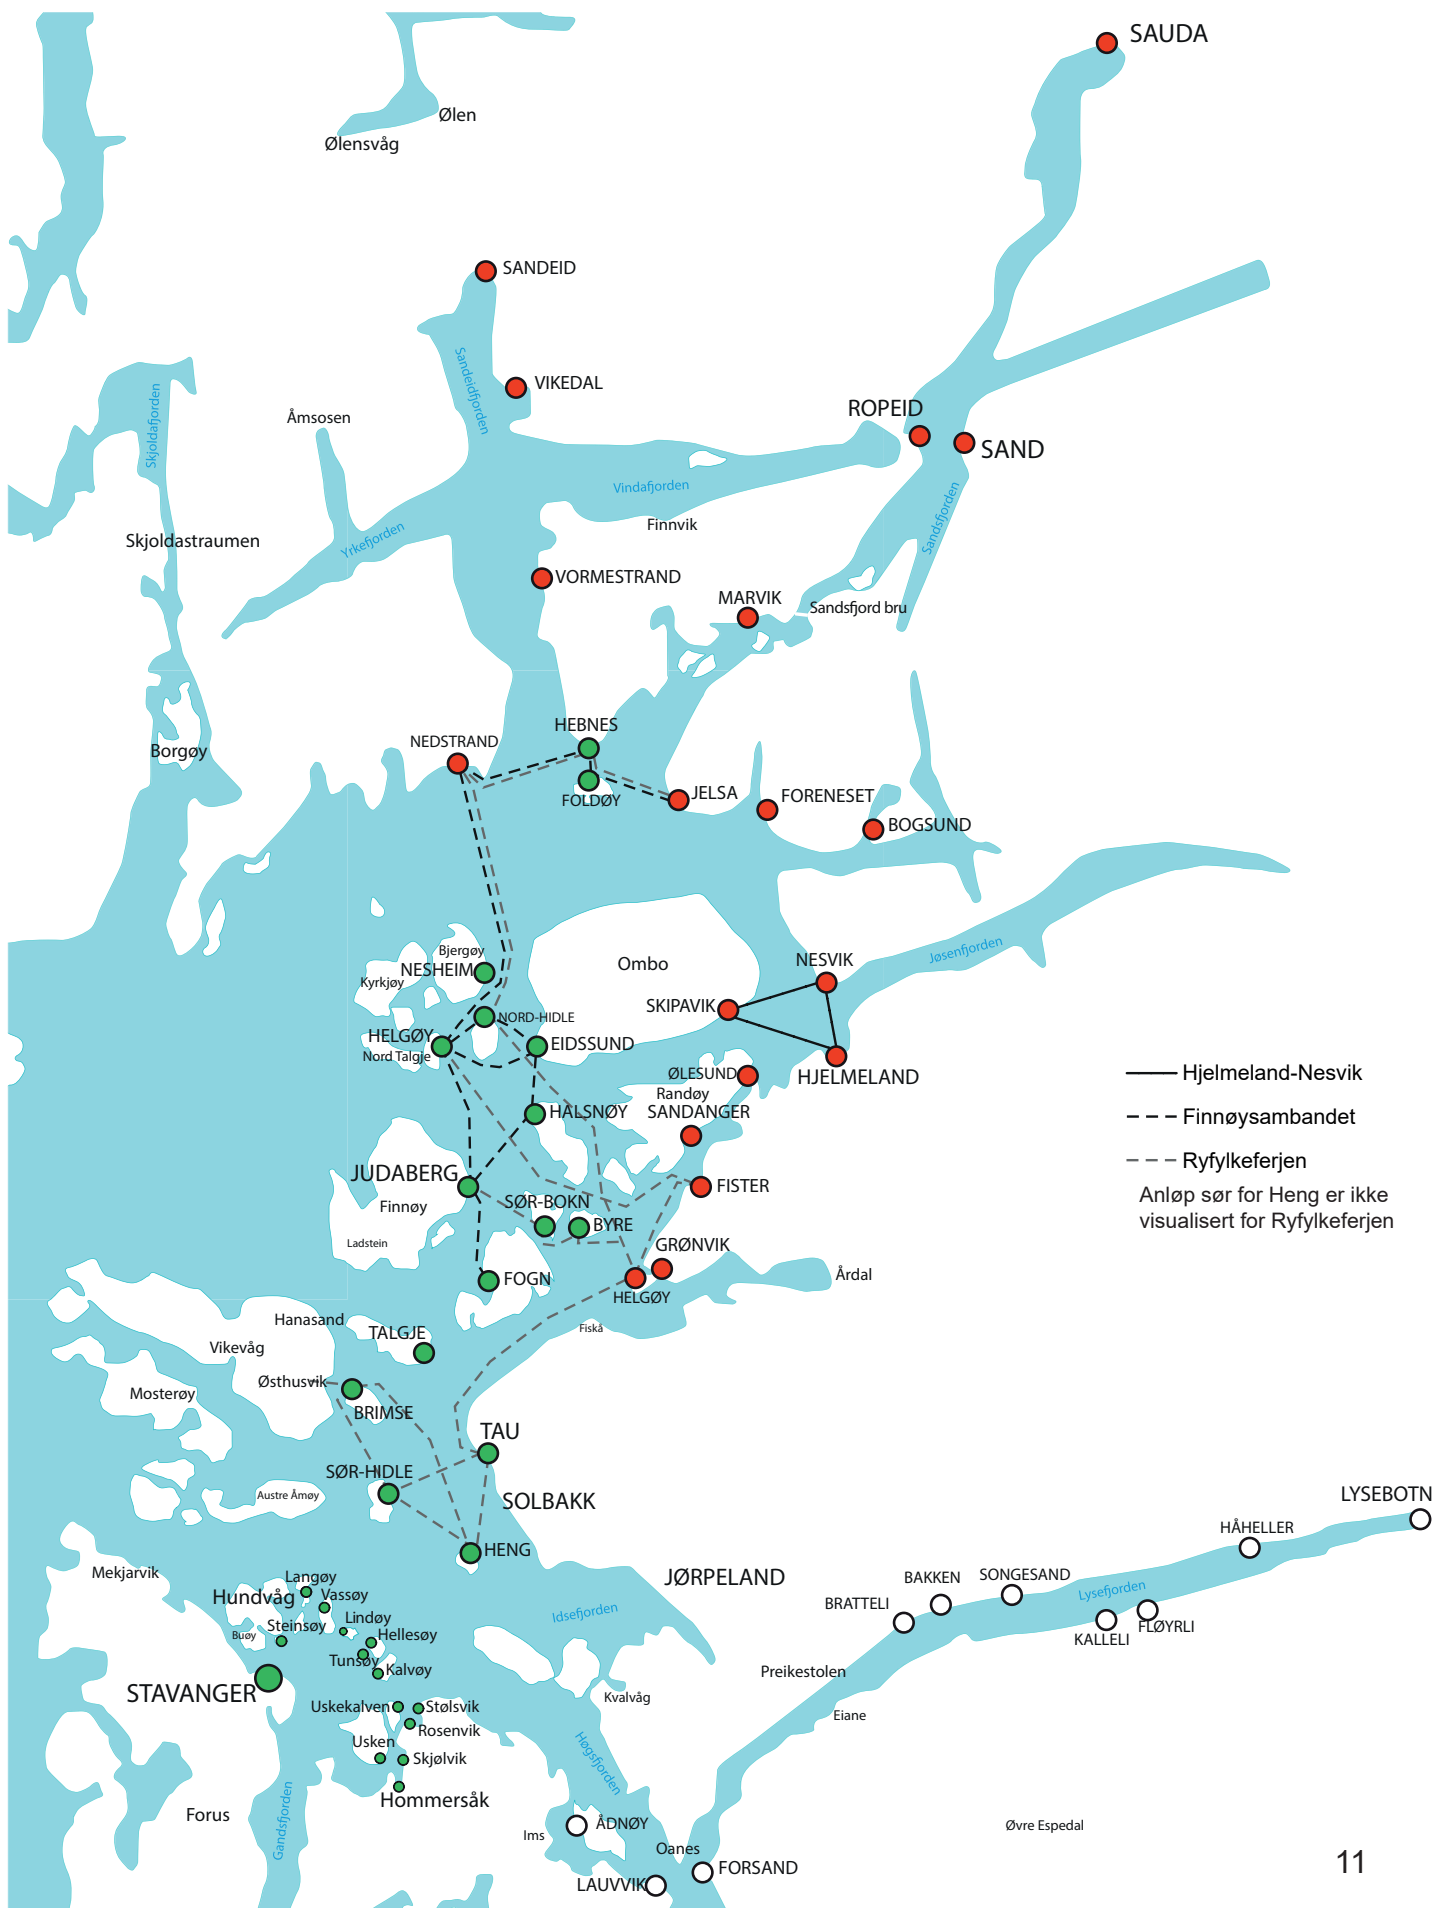 SAUDA
Ølen
Ølensvåg
SANDEID
Sandeidfjorden
VIKEDAL
Skjoldafjorden
Åmsosen
ROPEID
SAND
Vindafjorden
Finnvik
Sandsfjorden
Skjoldastraumen
Yrkefjorden
VORMESTRAND
MARVIK
Sandsfjord bru
HEBNES
NEDSTRAND
Borgøy
FOLDØY
JELSA
FORENESET
BOGSUND
Bjergøy
NESHEIM
Kyrkjøy
Ombo
NESVIK
Jøsenfjorden
SKIPAVIK
NORD-HIDLE
HELGØY
Nord Talgje
EIDSSUND
ØLESUND
HJELMELAND
Randøy
HALSNØY
SANDANGER
Hjelmeland-Nesvik
Finnøysambandet
Ryfylkeferjen
Anløp sør for Heng er ikke
visualisert for Ryfylkeferjen
JUDABERG
FISTER
Finnøy
SØR-BOKN
BYRE
Ladstein
GRØNVIK
FOGN
HELGØY
Årdal
Fiskå
Hanasand
TALGJE
Vikevåg
Østhusvik
Mosterøy
BRIMSE
TAU
SØR-HIDLE
Austre Åmøy
SOLBAKK
LYSEBOTN
HÅHELLER
HENG
Mekjarvik
JØRPELAND
Langøy
Hundvåg
Vassøy
BAKKEN
SONGESAND
Lysefjorden
BRATTELI
Idsefjorden
Lindøy
Steinsøy
Buøy
Hellesøy
KALLELI
FLØYRLI
Tunsøy
Kalvøy
Preikestolen
STAVANGER
Kvalvåg
Uskekalven
Stølsvik
Eiane
Rosenvik
Usken
Skjølvik
Høgsfjorden
Hommersåk
Forus
Gandsfjorden
ÅDNØY
Ims
Øvre Espedal
Oanes
FORSAND
LAUVVIK
11